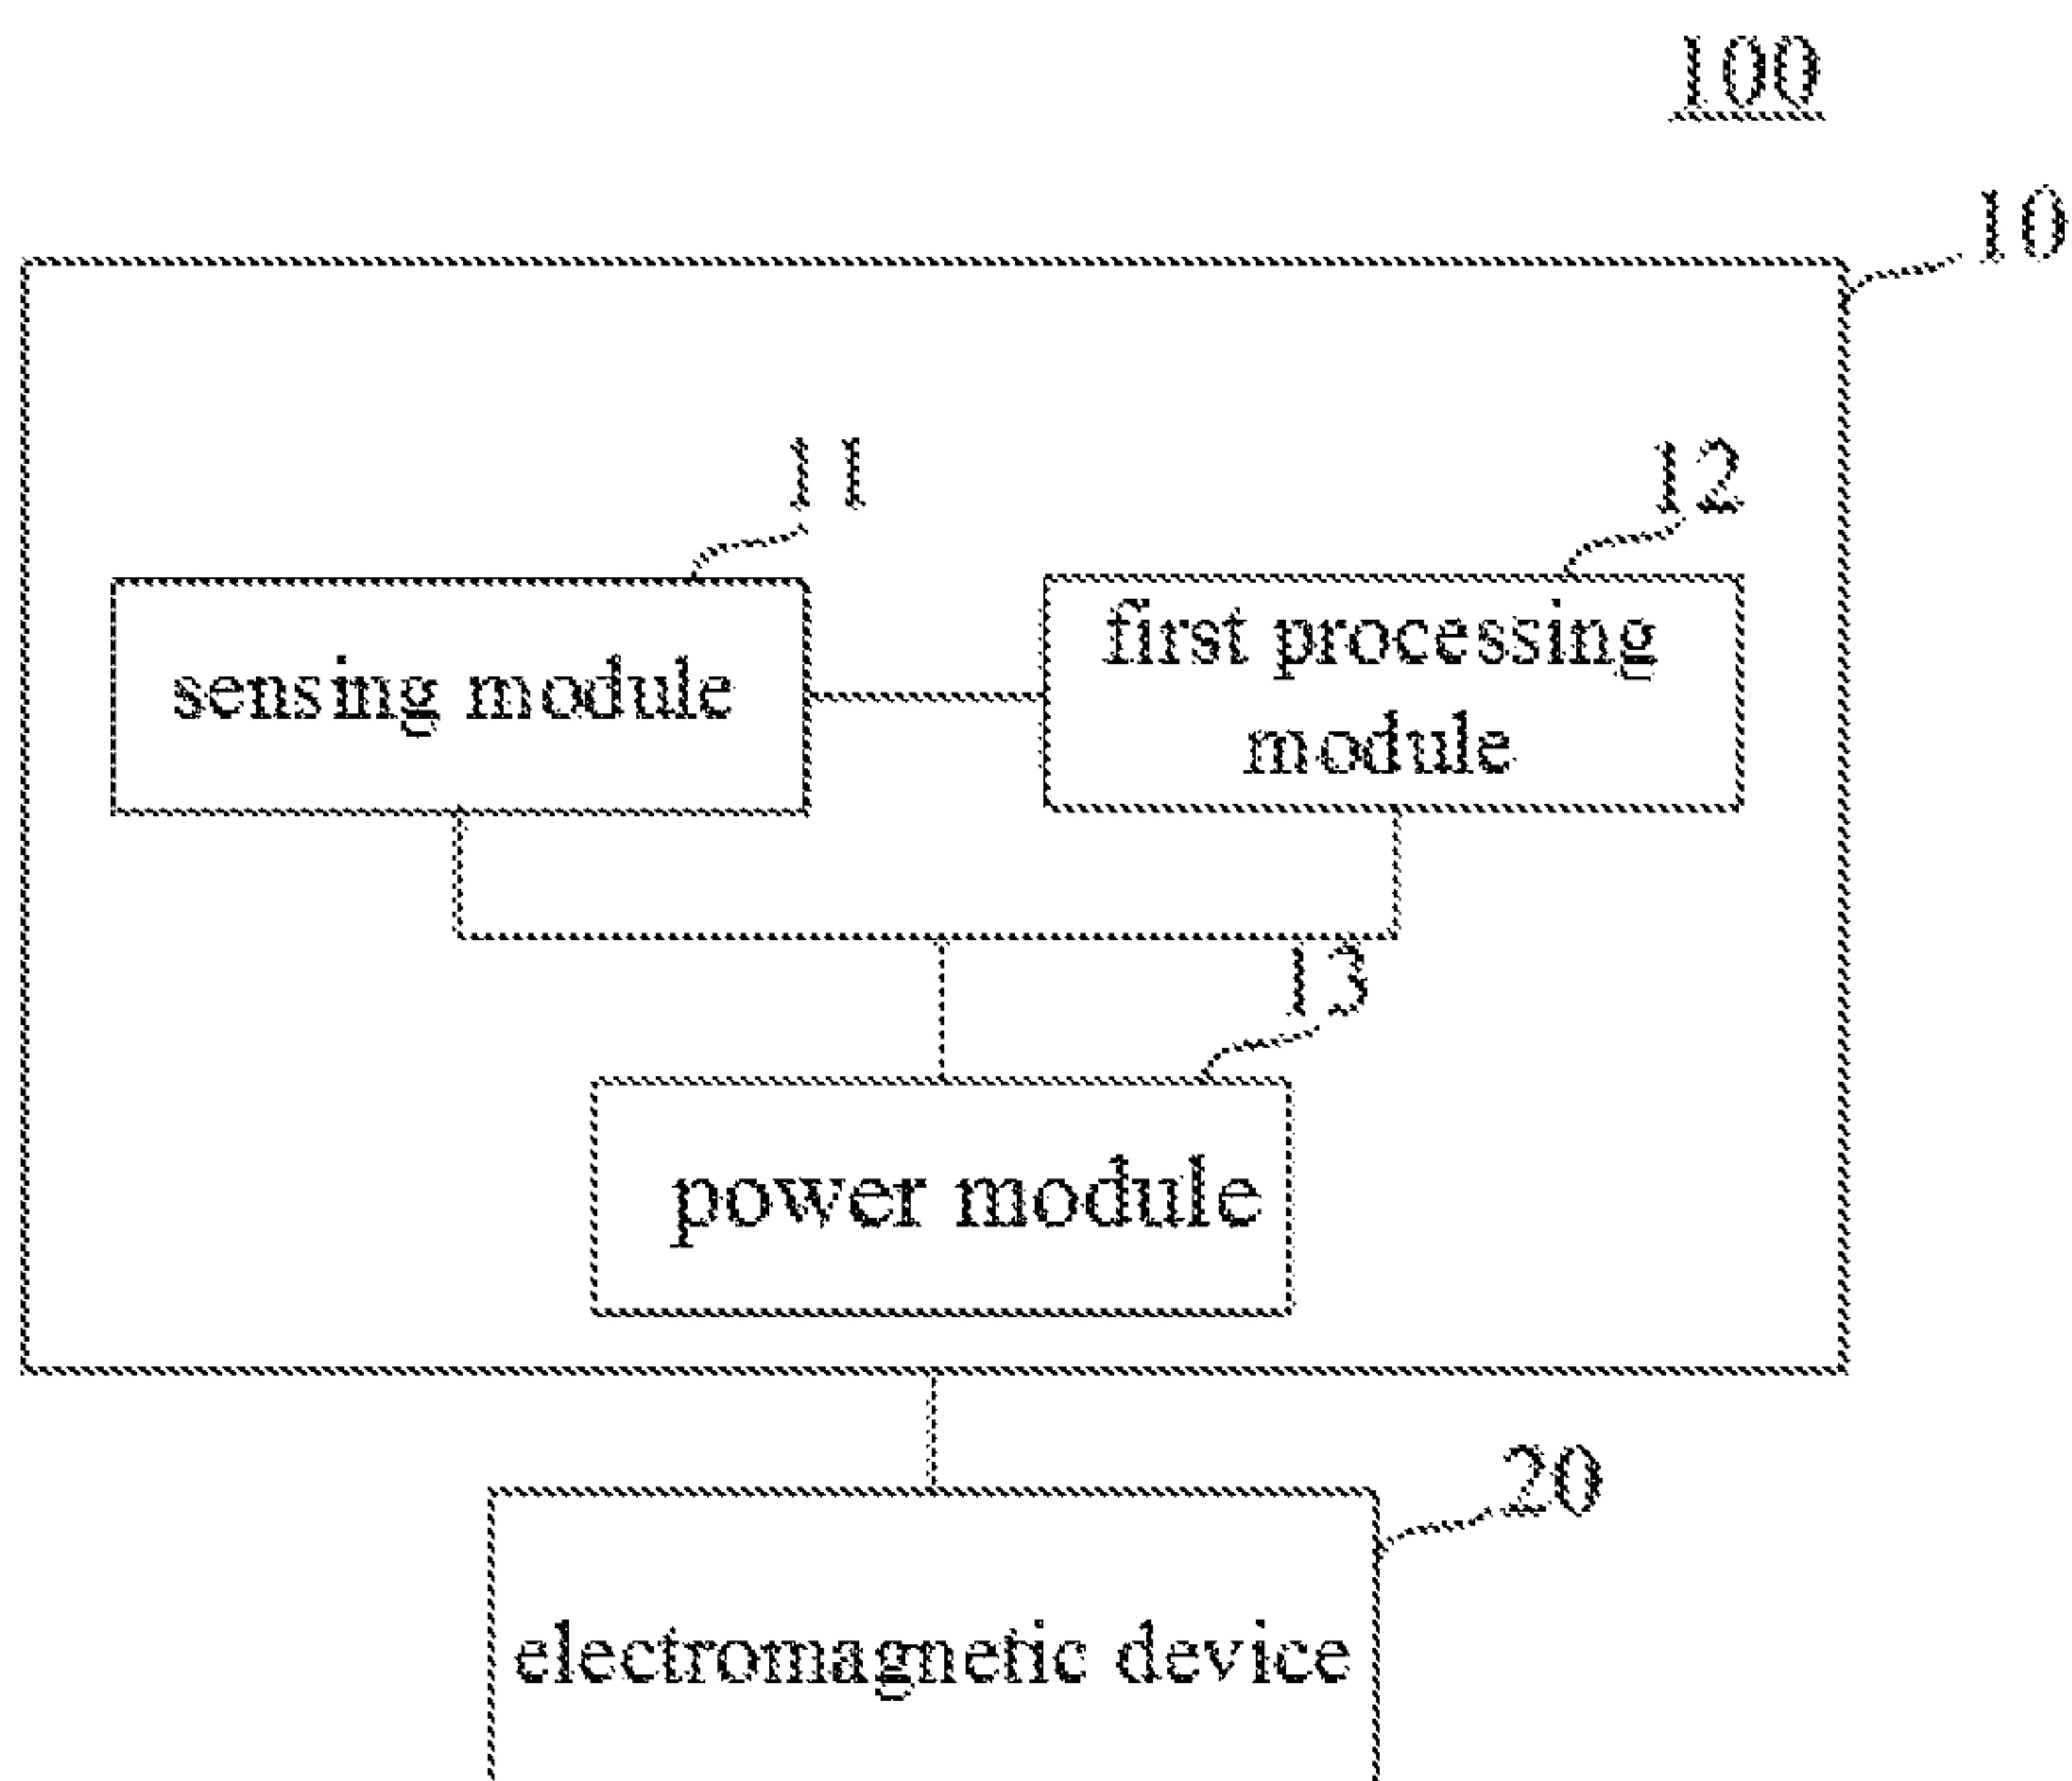 100
10
11
12
sensing module
first processing
module
13
power module
20
electromagnetic device